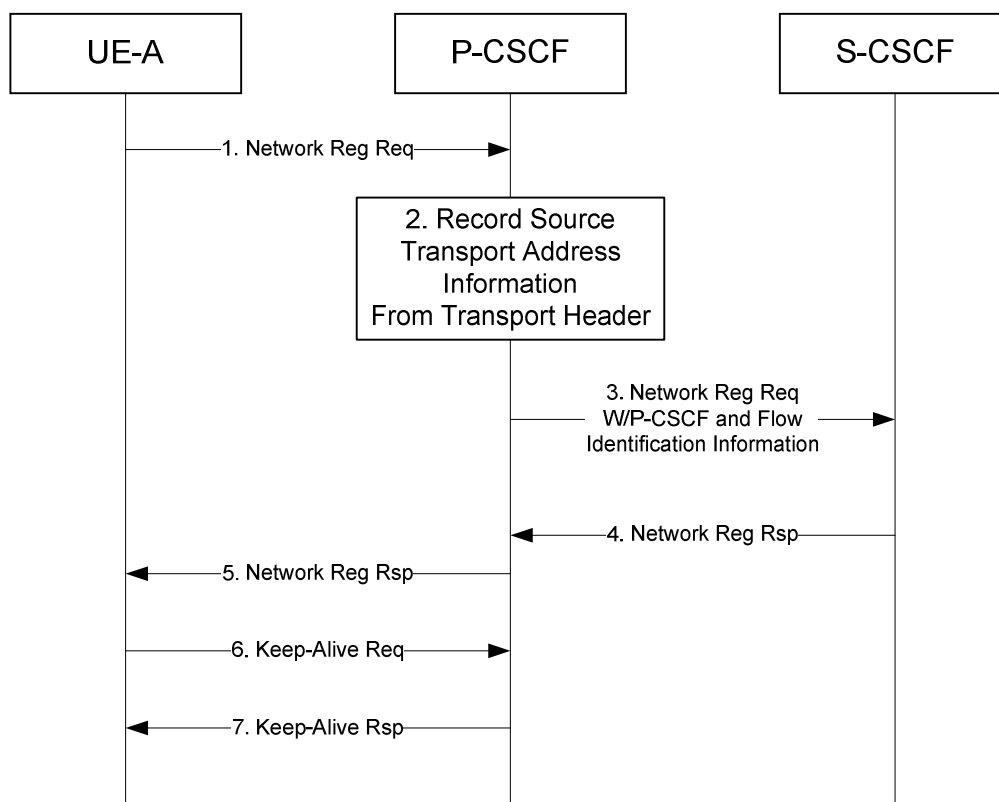 UE-A
P-CSCF
S-CSCF
1. Network Reg Req
2. Record Source
Transport Address
Information
From Transport Header
3. Network Reg Req
W/P-CSCF and Flow
Identification Information
4. Network Reg Rsp
5. Network Reg Rsp
6. Keep-Alive Req
7. Keep-Alive Rsp